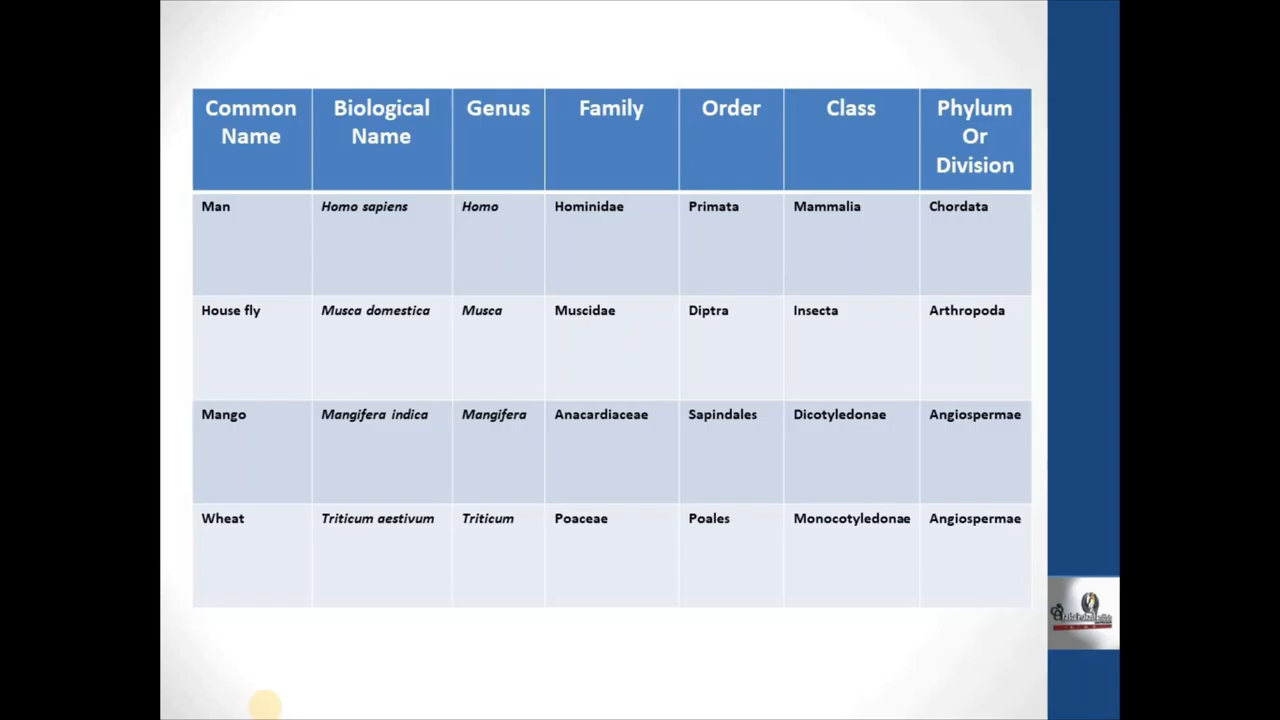 Common Name Biological Name Genus Family Order Class Phylum Or Division
Man Homo sapiens Homo Hominidae Primata Mammalia Chordata
House fly Musca domestica Musca Muscidae Diptra Insecta Arthropoda
Mango Mangifera indica Mangifera Anacardiaceae Sapindales Dicotyledonae Angiospermae
Wheat Triticum aestivum Triticum Poaceae Poales Monocotyledonae Angiospermae